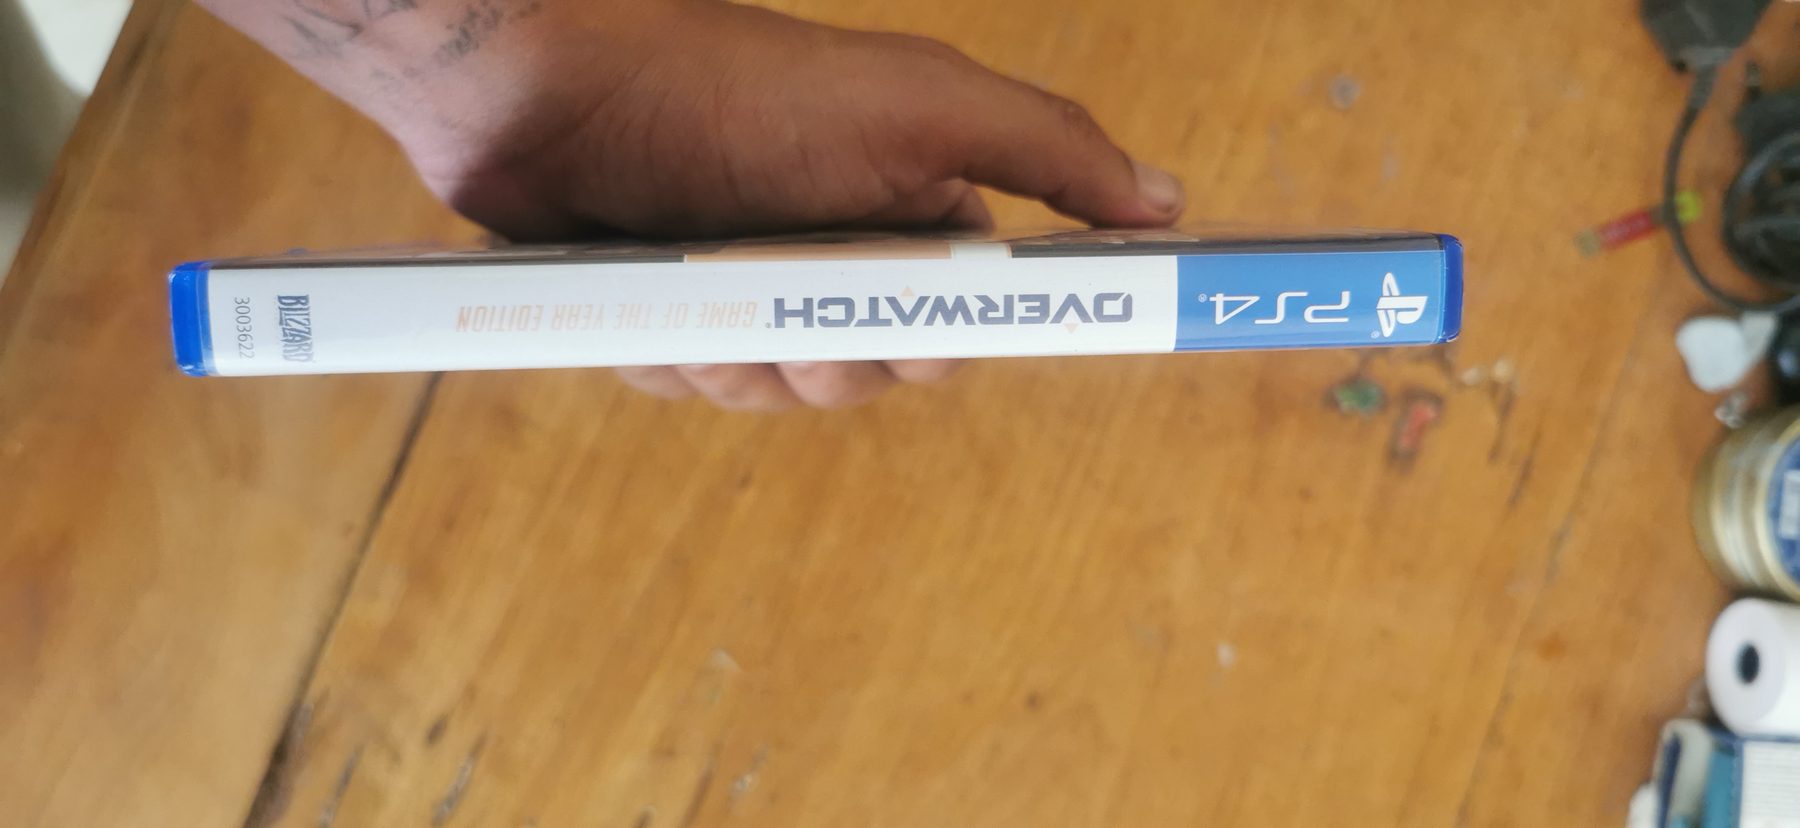 PS4
OVERWATCH
GAME OF THE YEAR EDITION
BLIZZARD
3003622